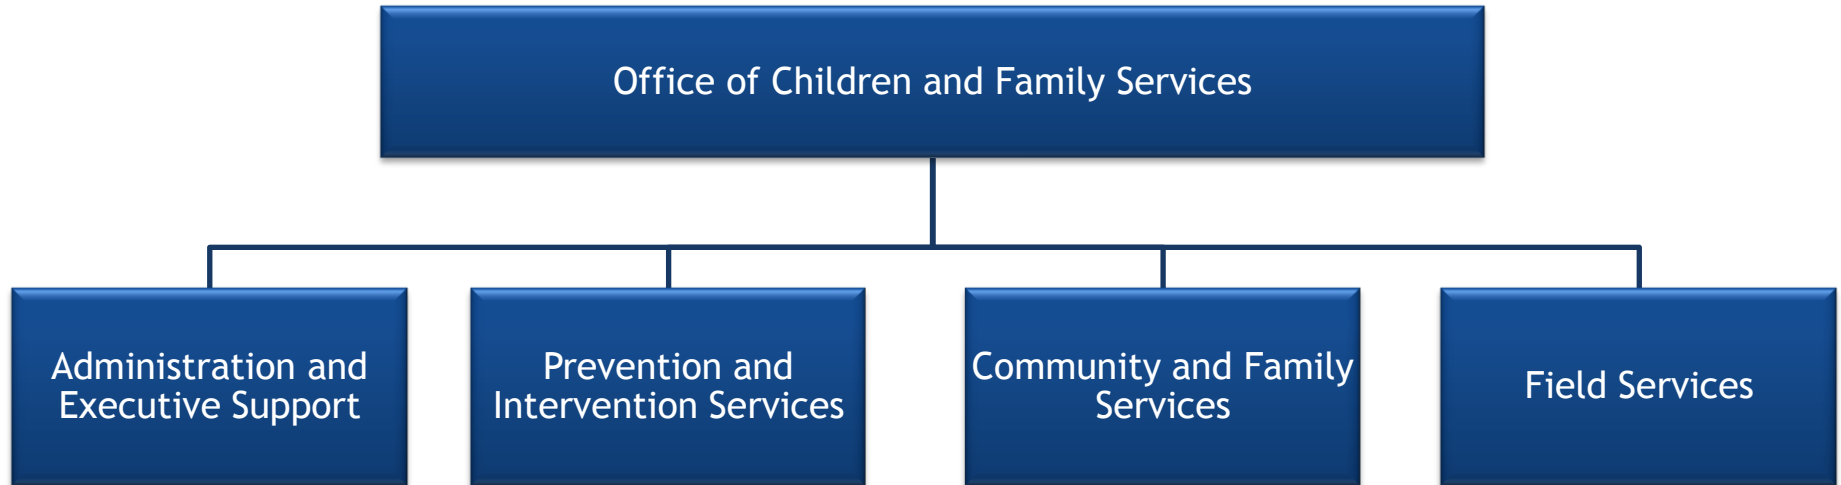 Office of Children and Family Services
Administration and
Executive Support
Prevention and
Intervention Services
Community and Family
Services
Field Services